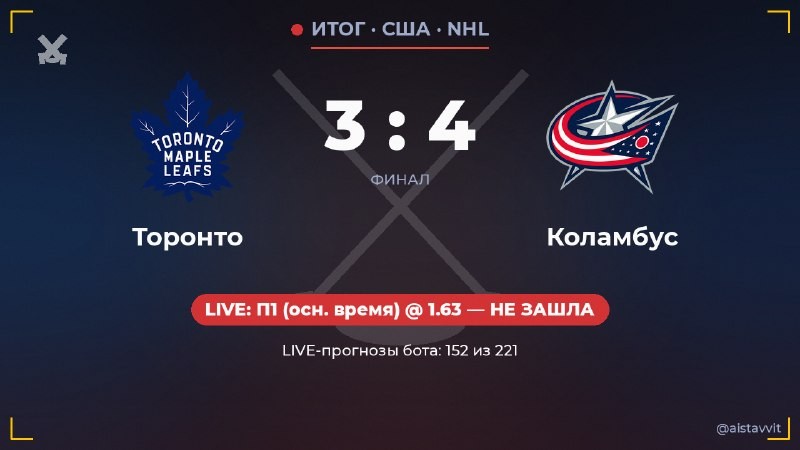 ИТОГ · США · NHL
TORONTO
MAPLE
LEAFS
3 : 4
ФИНАЛ
Торонто
Коламбус
LIVE: П1 (осн. время) @ 1.63 — НЕ ЗАШЛА
LIVE-прогнозы бота: 152 из 221
@aistavvit